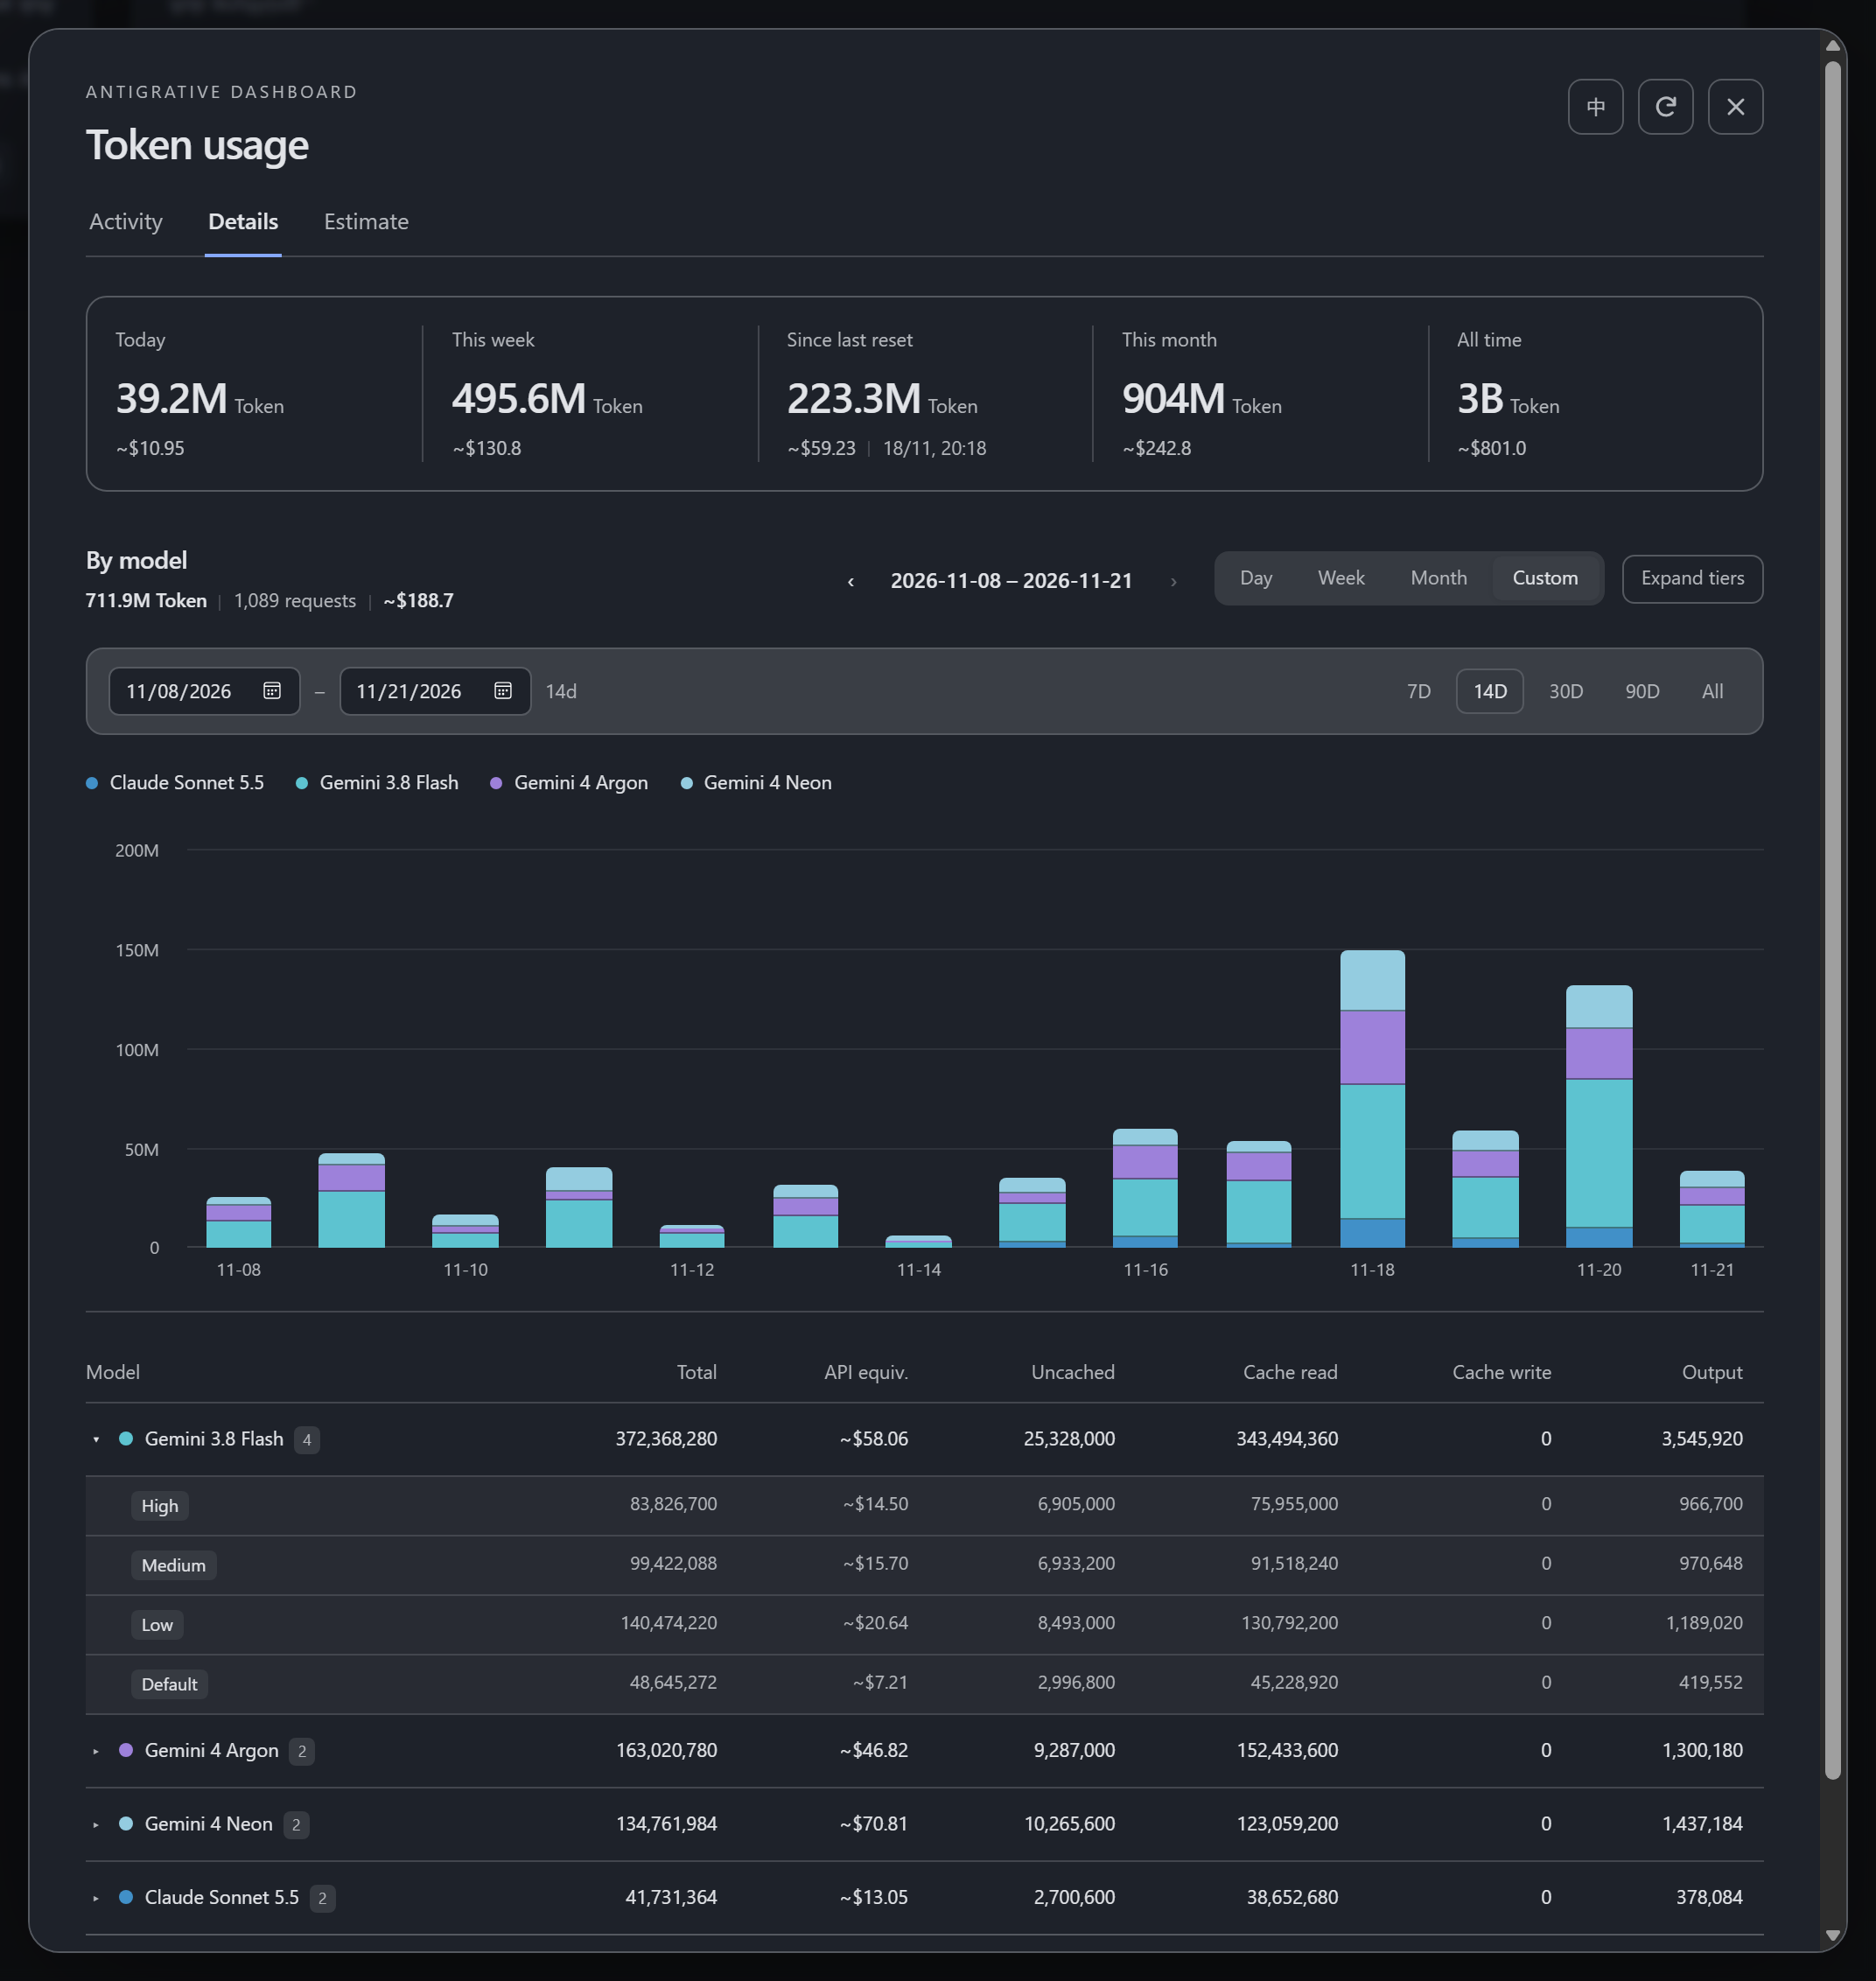 ANTIGRATIVE DASHBOARD
中
Token usage
Activity Details Estimate
Today
39.2M Token
~$10.95
This week
495.6M Token
~$130.8
Since last reset
223.3M Token
~$59.23 | 18/11, 20:18
This month
904M Token
~$242.8
All time
3B Token
~$801.0
By model
711.9M Token | 1,089 requests | ~$188.7
‹ 2026-11-08 – 2026-11-21 ›
Day Week Month Custom
Expand tiers
11/08/2026 – 11/21/2026 14d
7D 14D 30D 90D All
Claude Sonnet 5.5 Gemini 3.8 Flash Gemini 4 Argon Gemini 4 Neon
200M
150M
100M
50M
0
11-08 11-10 11-12 11-14 11-16 11-18 11-20 11-21
Model Total API equiv. Uncached Cache read Cache write Output
Gemini 3.8 Flash 4 372,368,280 ~$58.06 25,328,000 343,494,360 0 3,545,920
High 83,826,700 ~$14.50 6,905,000 75,955,000 0 966,700
Medium 99,422,088 ~$15.70 6,933,200 91,518,240 0 970,648
Low 140,474,220 ~$20.64 8,493,000 130,792,200 0 1,189,020
Default 48,645,272 ~$7.21 2,996,800 45,228,920 0 419,552
Gemini 4 Argon 2 163,020,780 ~$46.82 9,287,000 152,433,600 0 1,300,180
Gemini 4 Neon 2 134,761,984 ~$70.81 10,265,600 123,059,200 0 1,437,184
Claude Sonnet 5.5 2 41,731,364 ~$13.05 2,700,600 38,652,680 0 378,084